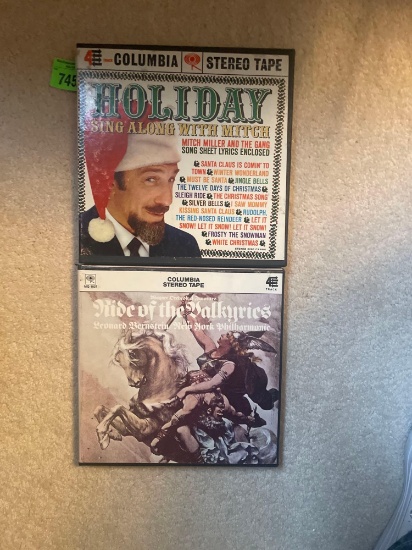 745
4 TRACK COLUMBIA STEREO TAPE
HOLIDAY
SING ALONG WITH MITCH
MITCH MILLER AND THE GANG
SONG SHEET LYRICS ENCLOSED
SANTA CLAUS IS COMIN' TO
TOWN WINTER WONDERLAND
MUST BE SANTA JINGLE BELLS
THE TWELVE DAYS OF CHRISTMAS
SLEIGH RIDE THE CHRISTMAS SONG
SILVER BELLS I SAW MOMMY
KISSING SANTA CLAUS RUDOLPH,
THE RED-NOSED REINDEER LET IT
SNOW! LET IT SNOW! LET IT SNOW!
FROSTY THE SNOWMAN
WHITE CHRISTMAS
COLUMBIA
STEREO TAPE
4 TRACK
Ride of the Valkyries
Leonard Bernstein New York Philharmonic